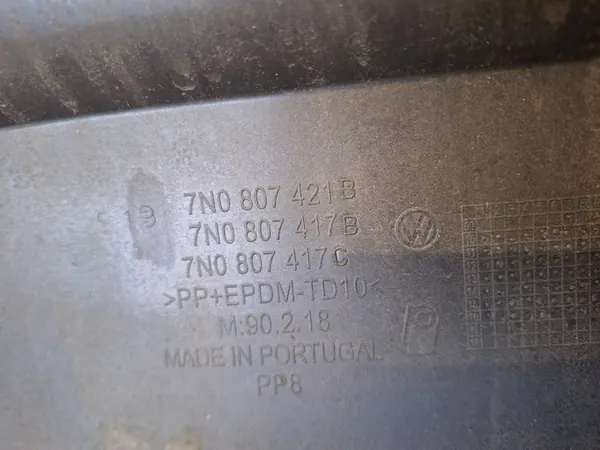 7N0 807 421 B
7N0 807 417 B
7N0 807 417 C
>PP+EPDM-TD10<
M:90.2.18
MADE IN PORTUGAL
PP8